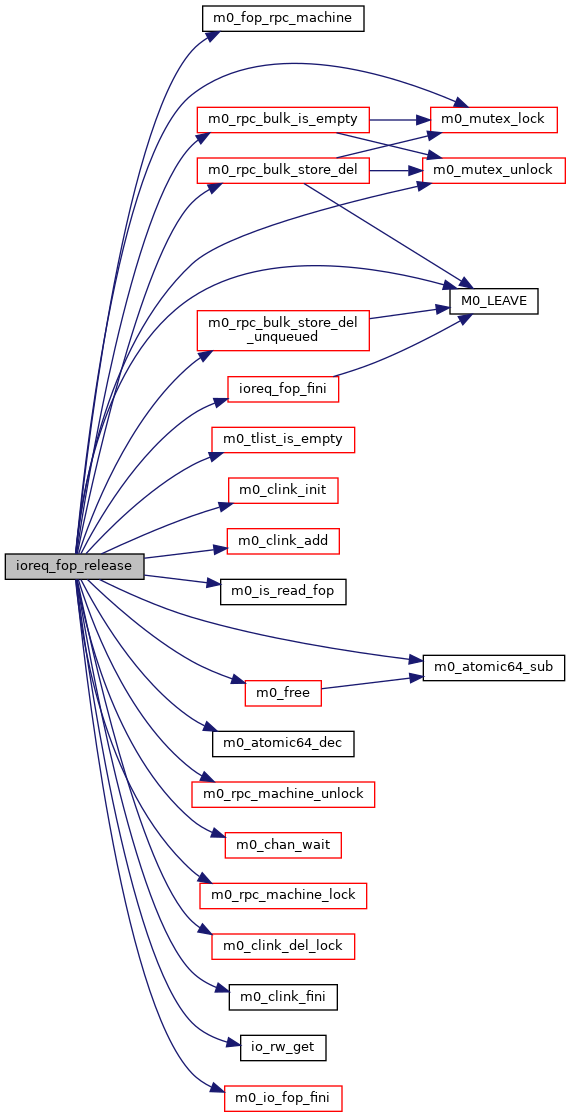 m0_fop_rpc_machine
m0_rpc_bulk_is_empty
m0_mutex_lock
m0_rpc_bulk_store_del
m0_mutex_unlock
M0_LEAVE
m0_rpc_bulk_store_del
_unqueued
ioreq_fop_fini
m0_tlist_is_empty
m0_clink_init
m0_clink_add
ioreq_fop_release
m0_is_read_fop
m0_atomic64_sub
m0_free
m0_atomic64_dec
m0_rpc_machine_unlock
m0_chan_wait
m0_rpc_machine_lock
m0_clink_del_lock
m0_clink_fini
io_rw_get
m0_io_fop_fini